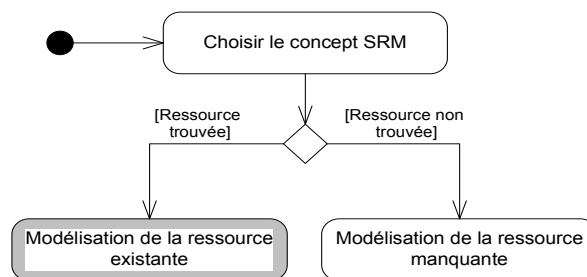 Choisir le concept SRM
[Ressource
trouvée]
[Ressource non
trouvée]
Modélisation de la ressource
existante
Modélisation de la ressource
manquante